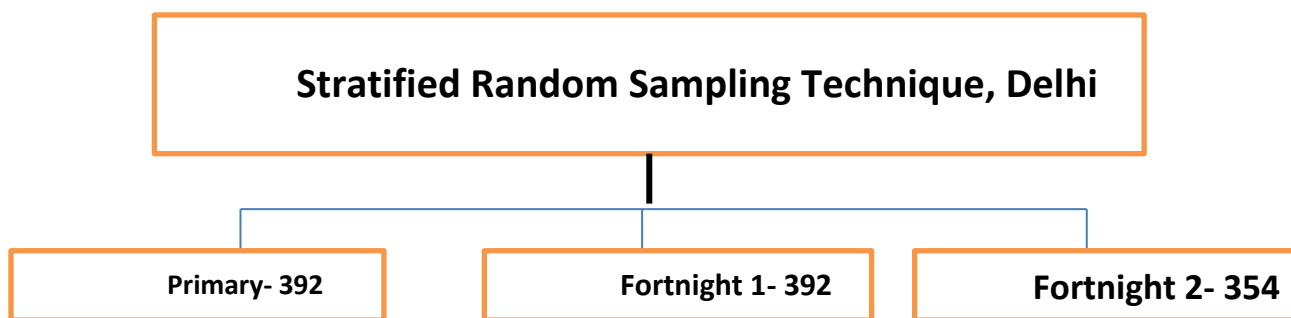 Stratified Random Sampling Technique, Delhi
Primary- 392
Fortnight 1- 392
Fortnight 2- 354